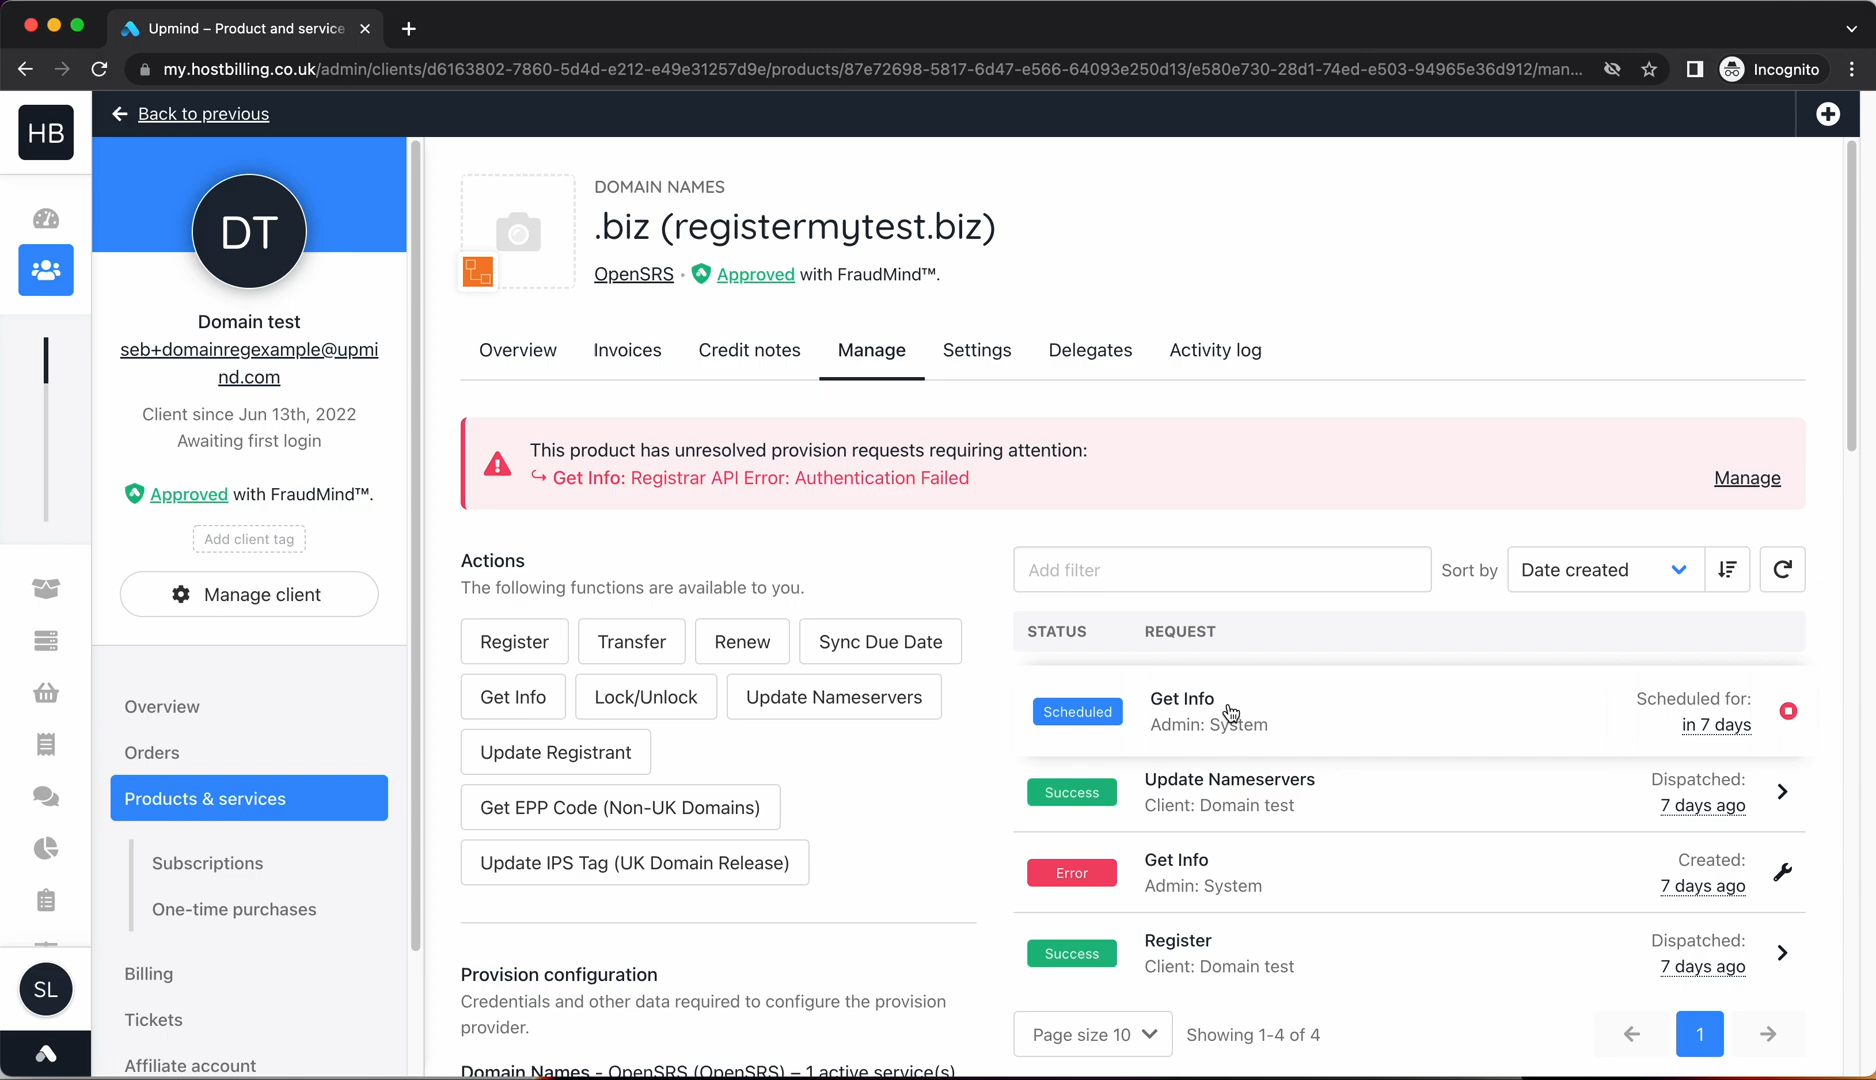 Upmind – Product and service
my.hostbilling.co.uk/admin/clients/d6163802-7860-5d4d-e212-e49e31257d9e/products/87e72698-5817-6d47-e566-64093e250d13/e580e730-28d1-74ed-e503-94965e36d912/man...
Incognito
HB
Back to previous
DT
Domain test
seb+domainregexample@upmi
nd.com
Client since Jun 13th, 2022
Awaiting first login
Approved with FraudMind™.
Add client tag
Manage client
Overview
Orders
Products & services
Subscriptions
One-time purchases
Billing
Tickets
Affiliate account
SL
DOMAIN NAMES
.biz (registermytest.biz)
OpenSRS · Approved with FraudMind™.
Overview Invoices Credit notes Manage Settings Delegates Activity log
This product has unresolved provision requests requiring attention:
↪ Get Info: Registrar API Error: Authentication Failed
Manage
Actions
The following functions are available to you.
Register Transfer Renew Sync Due Date
Get Info Lock/Unlock Update Nameservers
Update Registrant
Get EPP Code (Non-UK Domains)
Update IPS Tag (UK Domain Release)
Provision configuration
Credentials and other data required to configure the provision
provider.
Domain Names - OpenSRS (OpenSRS) – 1 active service(s)
Add filter
Sort by Date created
STATUS REQUEST
Scheduled Get Info Scheduled for:
Admin: System in 7 days
Success Update Nameservers Dispatched:
Client: Domain test 7 days ago
Error Get Info Created:
Admin: System 7 days ago
Success Register Dispatched:
Client: Domain test 7 days ago
Page size 10 Showing 1-4 of 4 1